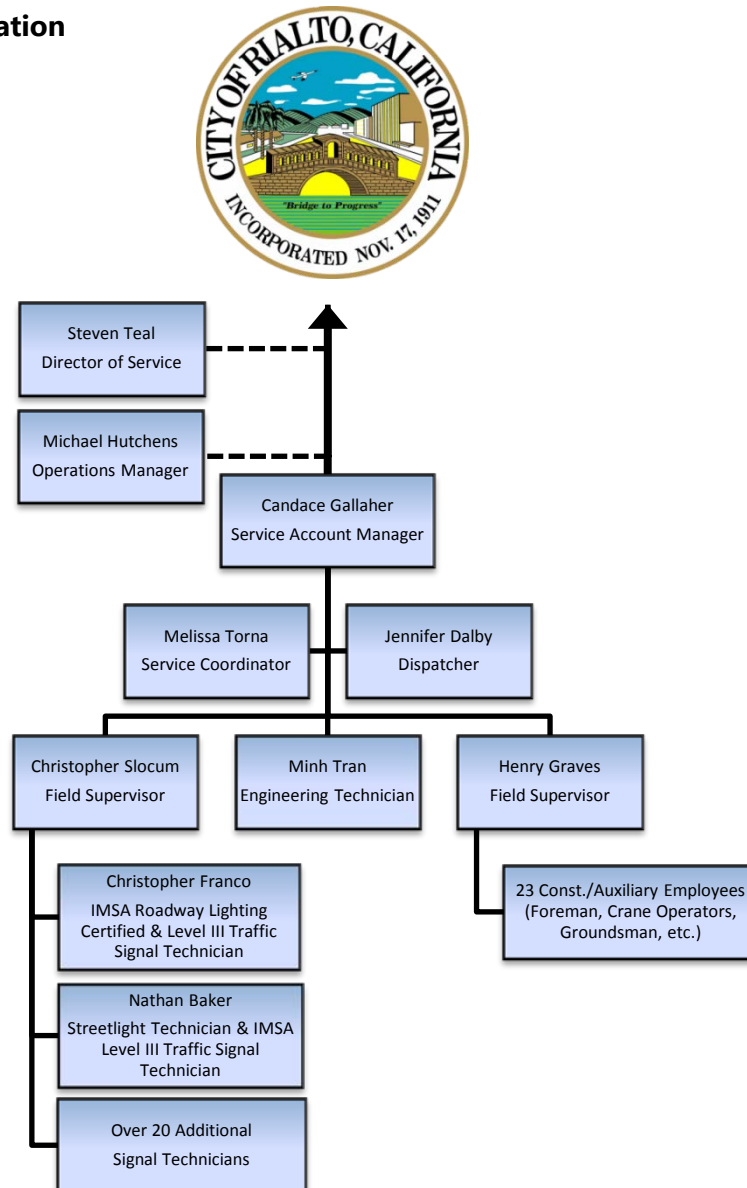 ation
CITY OF RIALTO, CALIFORNIA
"Bridge to Progress"
INCORPORATED NOV. 17, 1911
Steven Teal
Director of Service
Michael Hutchens
Operations Manager
Candace Gallaher
Service Account Manager
Melissa Torna
Service Coordinator
Jennifer Dalby
Dispatcher
Christopher Slocum
Field Supervisor
Minh Tran
Engineering Technician
Henry Graves
Field Supervisor
Christopher Franco
IMSA Roadway Lighting
Certified & Level III Traffic
Signal Technician
23 Const./Auxiliary Employees
(Foreman, Crane Operators,
Groundsman, etc.)
Nathan Baker
Streetlight Technician & IMSA
Level III Traffic Signal
Technician
Over 20 Additional
Signal Technicians